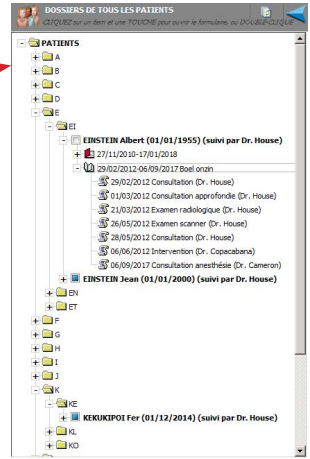 DOSSIERS DE TOUS LES PATIENTS
CLIQUEZ sur un item et une TOUCHE pour ouvrir le formulaire, ou DOUBLE-CLIQUE
PATIENTS
A
B
C
D
E
EI
EINSTEIN Albert (01/01/1955) (suivi par Dr. House)
27/11/2010-17/01/2018
29/02/2012-06/09/2017 Boel onzin
29/02/2012 Consultation (Dr. House)
01/03/2012 Consultation approfondie (Dr. House)
21/03/2012 Examen radiologique (Dr. House)
26/05/2012 Examen scanner (Dr. House)
28/05/2012 Consultation (Dr. House)
06/06/2012 Intervention (Dr. Copacabana)
06/09/2017 Consultation anesthésie (Dr. Cameron)
EINSTEIN Jean (01/01/2000) (suivi par Dr. House)
EN
ET
F
G
H
I
J
K
KE
KEKUKIPOI Fer (01/12/2014) (suivi par Dr. House)
KL
KO